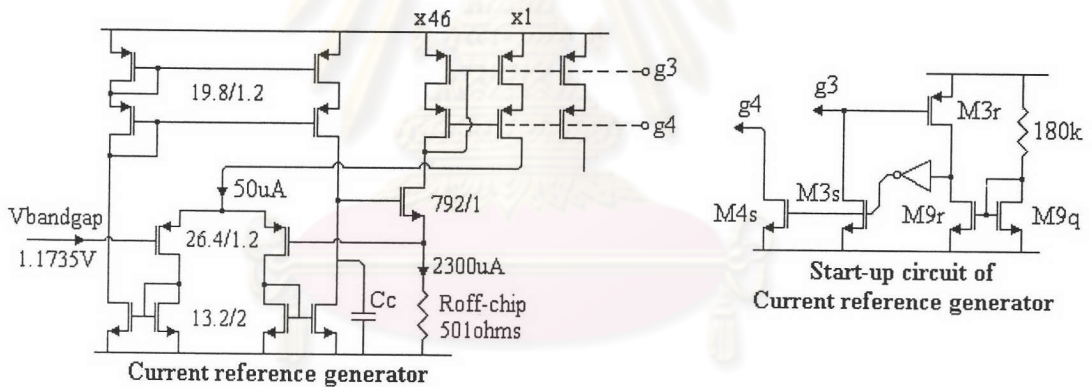 x46 x1
g3
19.8/1.2
g4
50uA
792/1
Vbandgap
1.1735V
26.4/1.2
2300uA
Cc
Roff-chip
501ohms
13.2/2
Current reference generator
g4
g3
M3r
180k
M3s
M4s
M9r
M9q
Start-up circuit of
Current reference generator